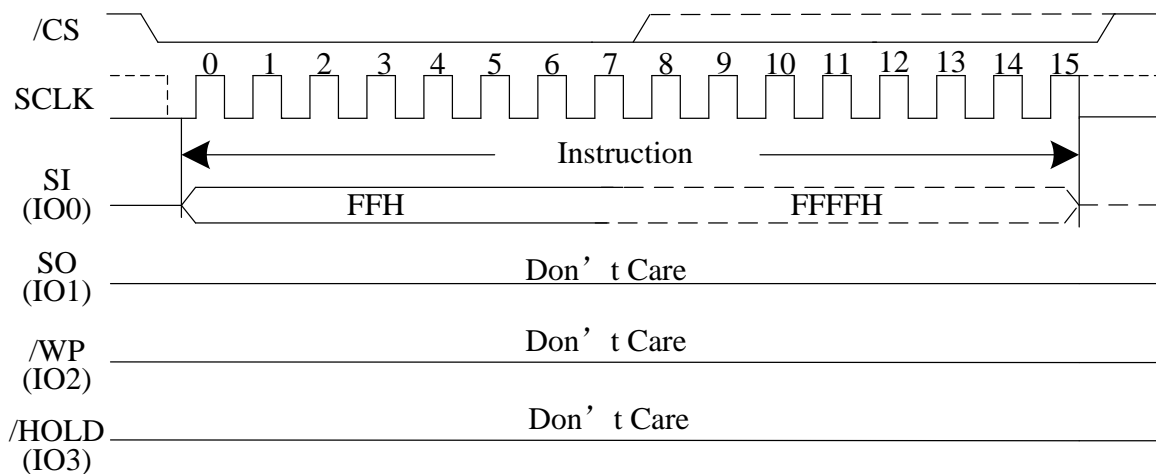 /CS
0 1 2 3 4 5 6 7 8 9 10 11 12 13 14 15
SCLK
Instruction
SI
(IO0)
FFH FFFFH
SO
(IO1)
Don’t Care
/WP
(IO2)
Don’t Care
/HOLD
(IO3)
Don’t Care